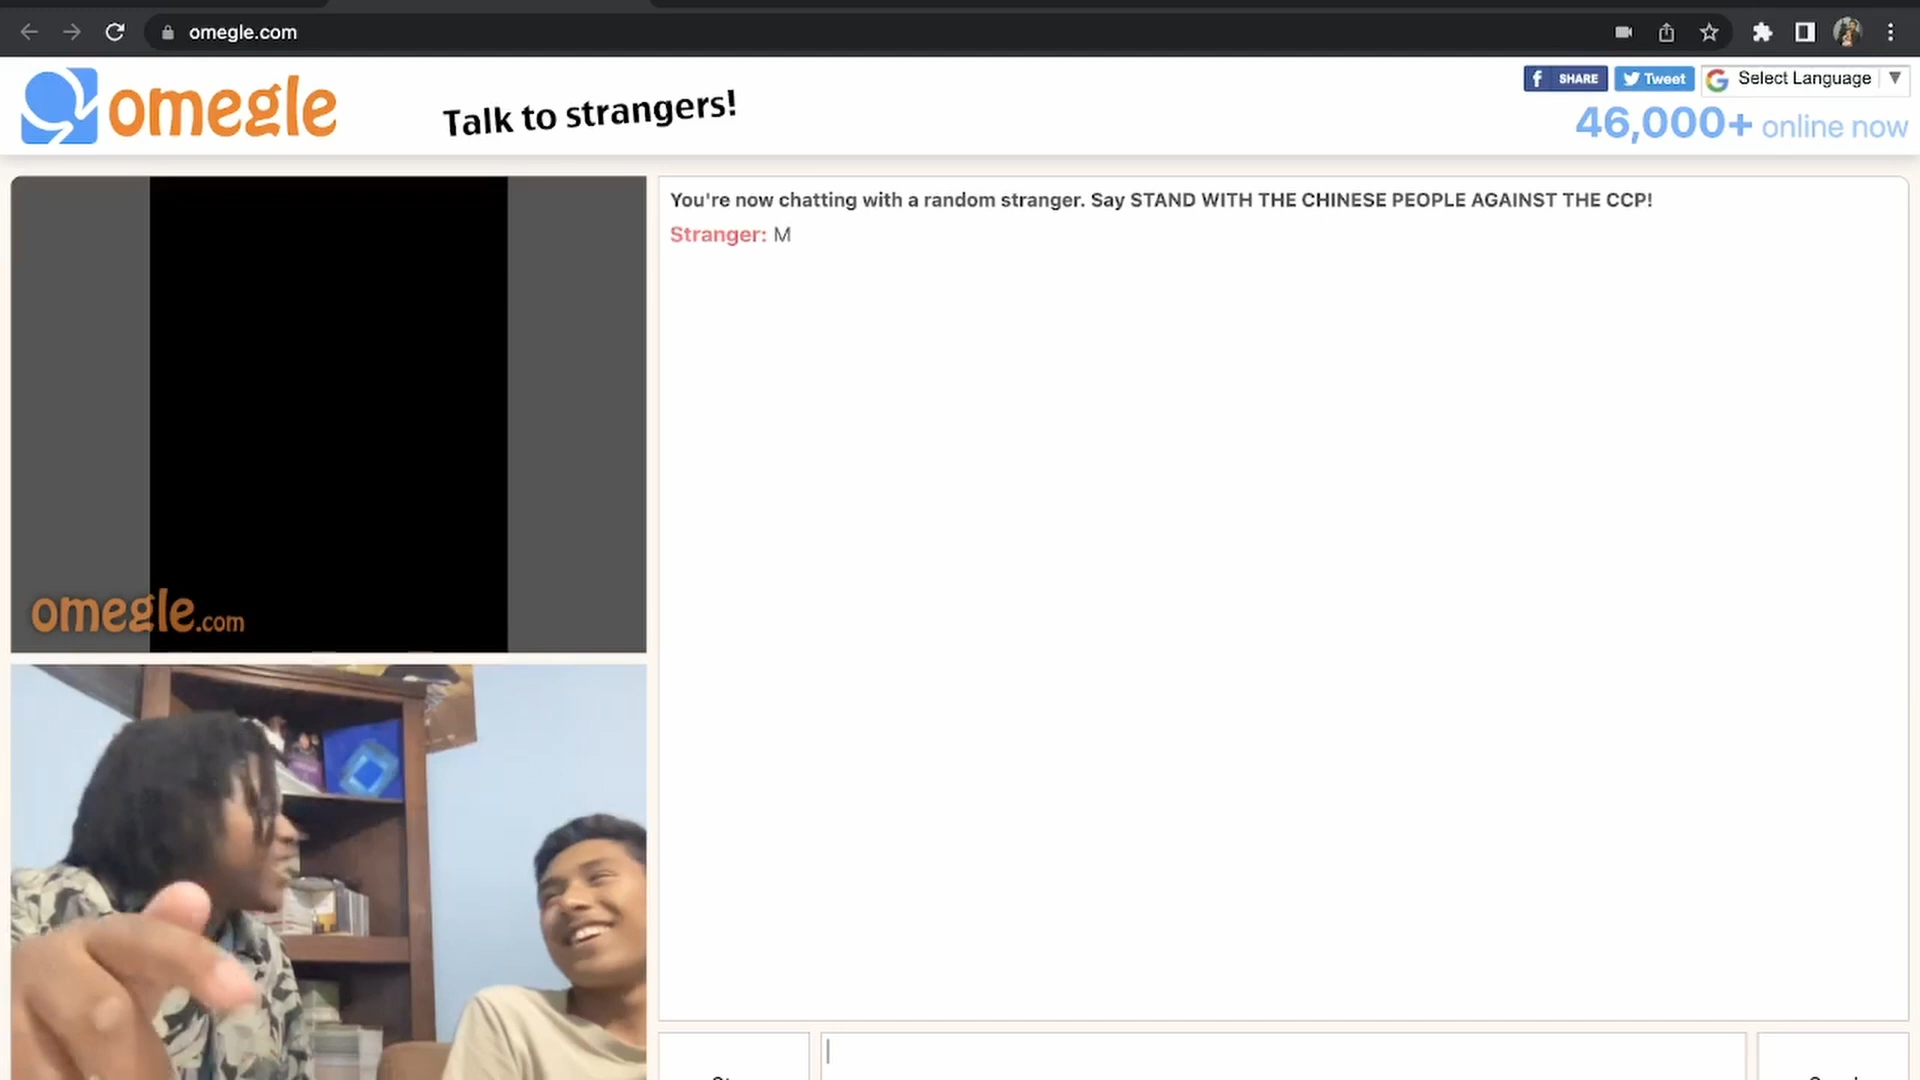 omegle.com
omegle
Talk to strangers!
SHARE
Tweet
Select Language
46,000+ online now
You're now chatting with a random stranger. Say STAND WITH THE CHINESE PEOPLE AGAINST THE CCP!
Stranger: M
omegle.com